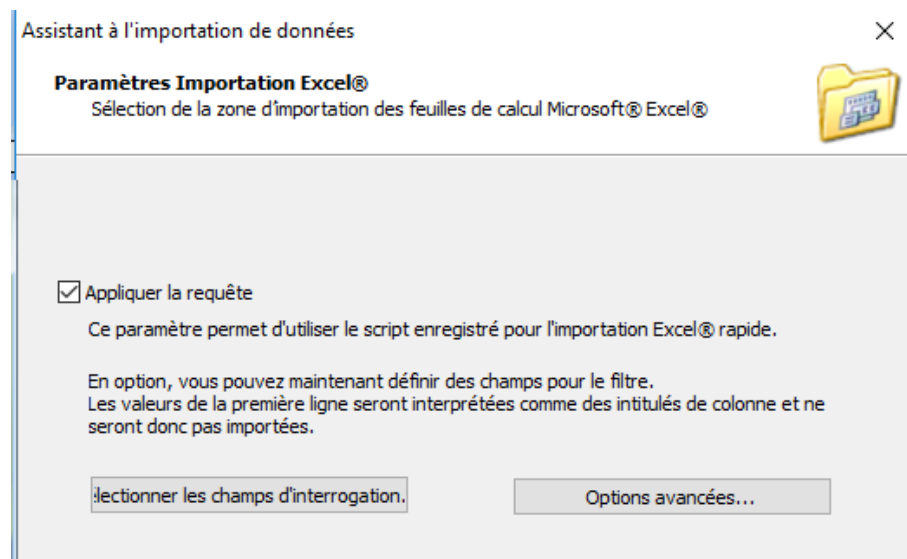 Assistant à l'importation de données
Paramètres Importation Excel®
Sélection de la zone d'importation des feuilles de calcul Microsoft® Excel®
Appliquer la requête
Ce paramètre permet d'utiliser le script enregistré pour l'importation Excel® rapide.
En option, vous pouvez maintenant définir des champs pour le filtre.
Les valeurs de la première ligne seront interprétées comme des intitulés de colonne et ne
seront donc pas importées.
électionner les champs d'interrogation.
Options avancées...